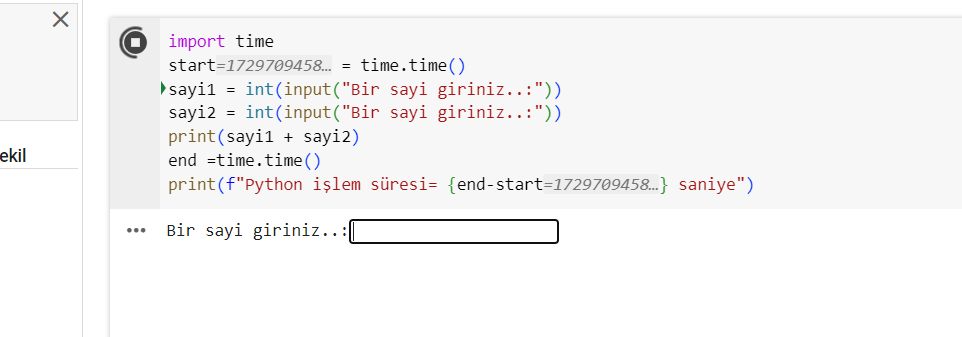 import time
start=1729709458… = time.time()
sayi1 = int(input("Bir sayi giriniz..:"))
sayi2 = int(input("Bir sayi giriniz..:"))
print(sayi1 + sayi2)
end =time.time()
ekil
print(f"Python işlem süresi= {end-start=1729709458…} saniye")
Bir sayi giriniz..: